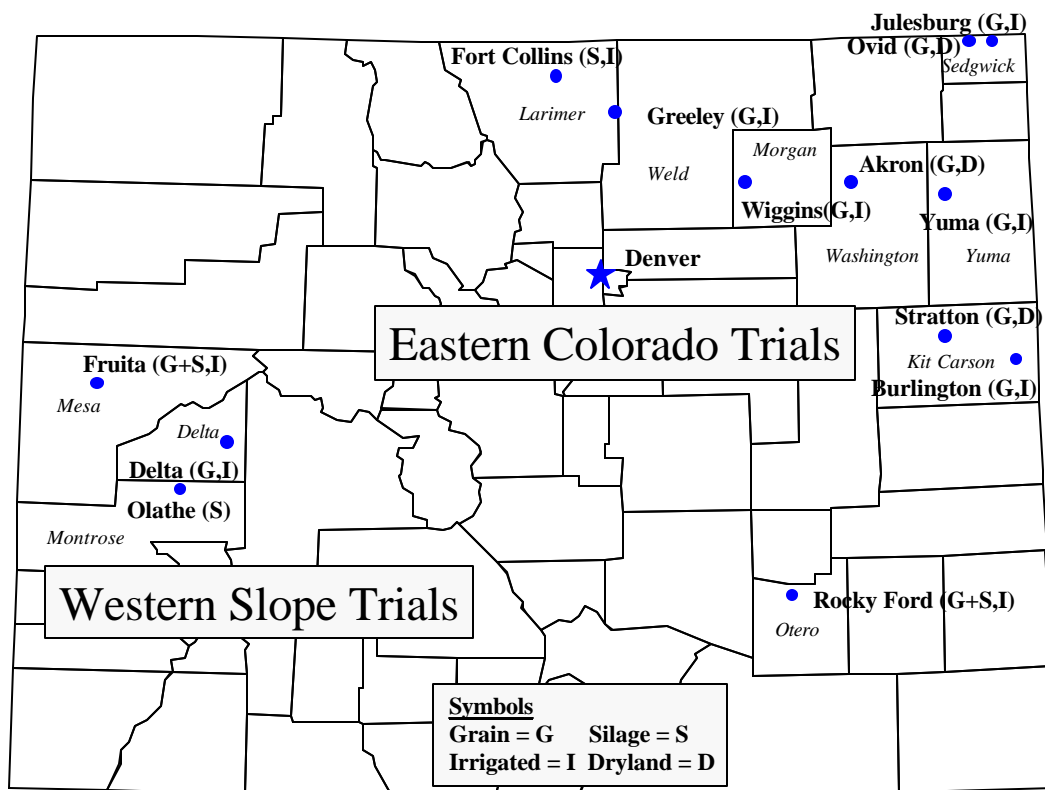 Julesburg (G,I)
Ovid (G,D)
Sedgwick
Fort Collins (S,I)
Larimer
Greeley (G,I)
Morgan
Weld
Akron (G,D)
Wiggins(G,I)
Yuma (G,I)
Washington
Yuma
Denver
Eastern Colorado Trials
Stratton (G,D)
Kit Carson
Burlington (G,I)
Fruita (G+S,I)
Mesa
Delta
Delta (G,I)
Olathe (S)
Montrose
Western Slope Trials
Rocky Ford (G+S,I)
Otero
Symbols
Grain = G Silage = S
Irrigated = I Dryland = D